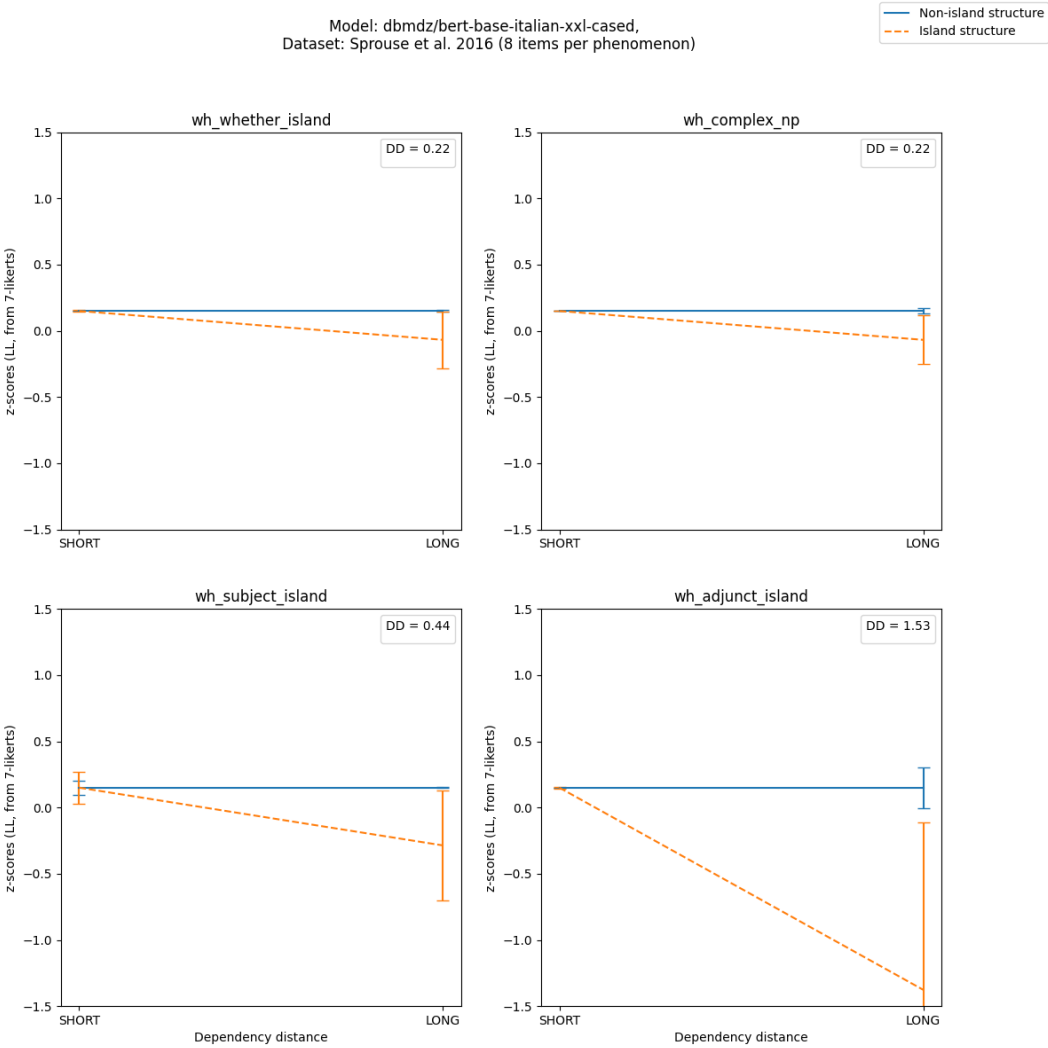 Model: dbmdz/bert-base-italian-xxl-cased,
Dataset: Sprouse et al. 2016 (8 items per phenomenon)
Non-island structure
Island structure
wh_whether_island
DD = 0.22
z-scores (LL, from 7-likerts)
1.5
1.0
0.5
0.0
−0.5
−1.0
−1.5
SHORT
LONG
wh_complex_np
DD = 0.22
z-scores (LL, from 7-likerts)
1.5
1.0
0.5
0.0
−0.5
−1.0
−1.5
SHORT
LONG
wh_subject_island
DD = 0.44
z-scores (LL, from 7-likerts)
1.5
1.0
0.5
0.0
−0.5
−1.0
−1.5
SHORT
LONG
Dependency distance
wh_adjunct_island
DD = 1.53
z-scores (LL, from 7-likerts)
1.5
1.0
0.5
0.0
−0.5
−1.0
−1.5
SHORT
LONG
Dependency distance